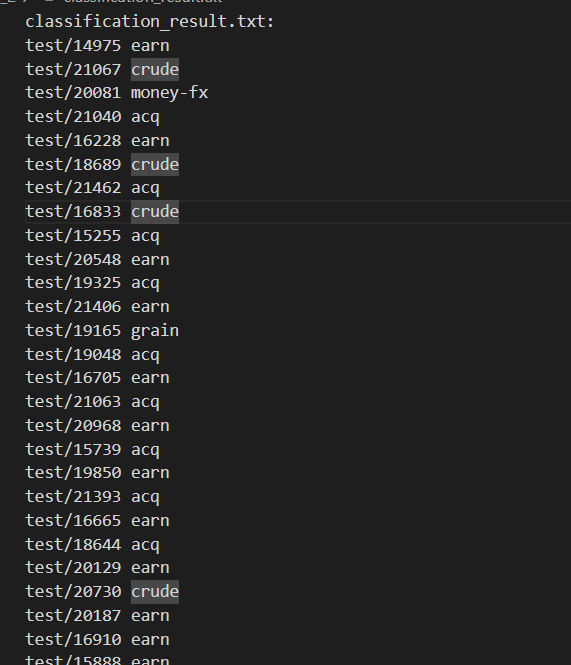 classification_result.txt:
test/14975 earn
test/21067 crude
test/20081 money-fx
test/21040 acq
test/16228 earn
test/18689 crude
test/21462 acq
test/16833 crude
test/15255 acq
test/20548 earn
test/19325 acq
test/21406 earn
test/19165 grain
test/19048 acq
test/16705 earn
test/21063 acq
test/20968 earn
test/15739 acq
test/19850 earn
test/21393 acq
test/16665 earn
test/18644 acq
test/20129 earn
test/20730 crude
test/20187 earn
test/16910 earn
test/15888 earn